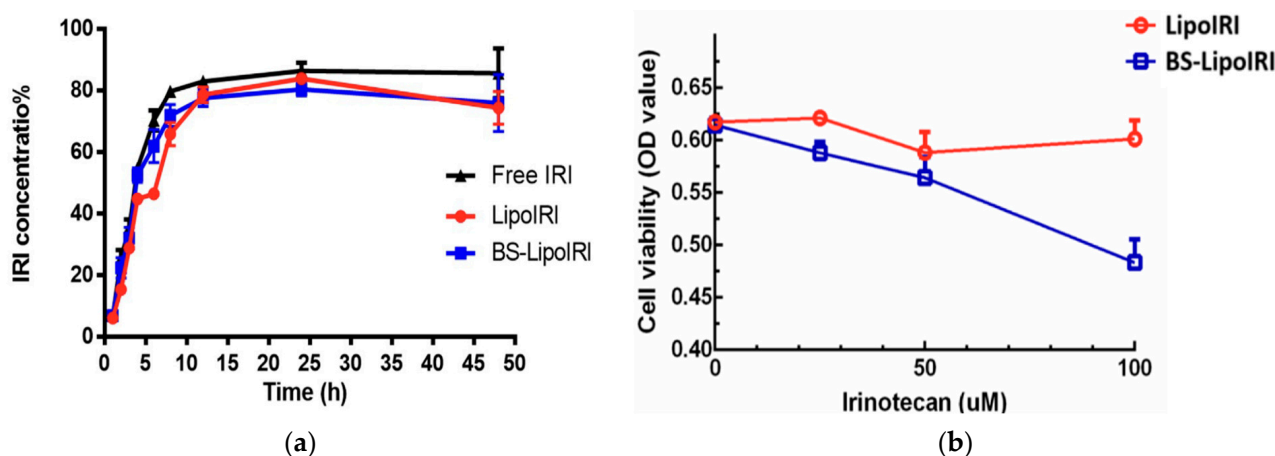 IRI concentratio%
100
80
60
40
20
0
Free IRI
LipoIRI
BS-LipoIRI
0 5 10 15 20 25 30 35 40 45 50
Time (h)
(a)
LipoIRI
BS-LipoIRI
Cell viability (OD value)
0.65
0.60
0.55
0.50
0.45
0.40
0 50 100
Irinotecan (uM)
(b)